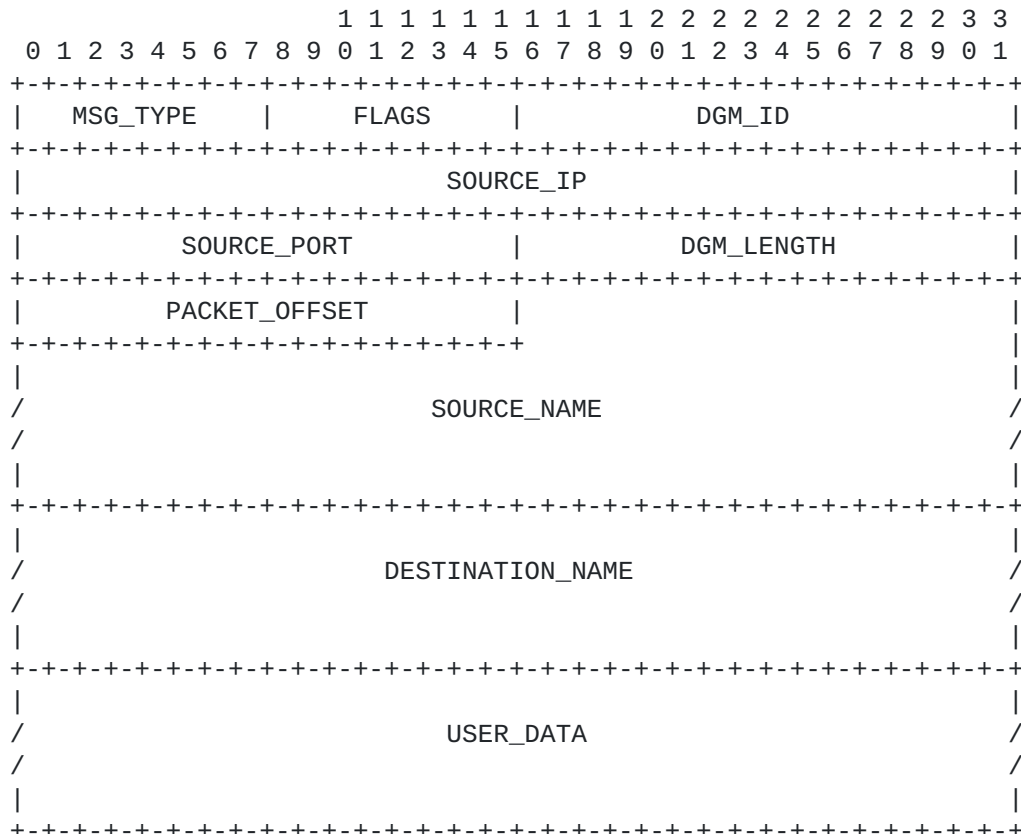 1 1 1 1 1 1 1 1 1 1 2 2 2 2 2 2 2 2 2 2 3 3
 0 1 2 3 4 5 6 7 8 9 0 1 2 3 4 5 6 7 8 9 0 1 2 3 4 5 6 7 8 9 0 1
+-+-+-+-+-+-+-+-+-+-+-+-+-+-+-+-+-+-+-+-+-+-+-+-+-+-+-+-+-+-+-+-+
|   MSG_TYPE    |     FLAGS     |           DGM_ID              |
+-+-+-+-+-+-+-+-+-+-+-+-+-+-+-+-+-+-+-+-+-+-+-+-+-+-+-+-+-+-+-+-+
|                           SOURCE_IP                           |
+-+-+-+-+-+-+-+-+-+-+-+-+-+-+-+-+-+-+-+-+-+-+-+-+-+-+-+-+-+-+-+-+
|          SOURCE_PORT          |          DGM_LENGTH           |
+-+-+-+-+-+-+-+-+-+-+-+-+-+-+-+-+-+-+-+-+-+-+-+-+-+-+-+-+-+-+-+-+
|         PACKET_OFFSET         |                               |
+-+-+-+-+-+-+-+-+-+-+-+-+-+-+-+-+                               |
|                                                               |
/                          SOURCE_NAME                          /
/                                                               /
|                                                               |
+-+-+-+-+-+-+-+-+-+-+-+-+-+-+-+-+-+-+-+-+-+-+-+-+-+-+-+-+-+-+-+-+
|                                                               |
/                       DESTINATION_NAME                        /
/                                                               /
|                                                               |
+-+-+-+-+-+-+-+-+-+-+-+-+-+-+-+-+-+-+-+-+-+-+-+-+-+-+-+-+-+-+-+-+
|                                                               |
/                           USER_DATA                           /
/                                                               /
|                                                               |
+-+-+-+-+-+-+-+-+-+-+-+-+-+-+-+-+-+-+-+-+-+-+-+-+-+-+-+-+-+-+-+-+